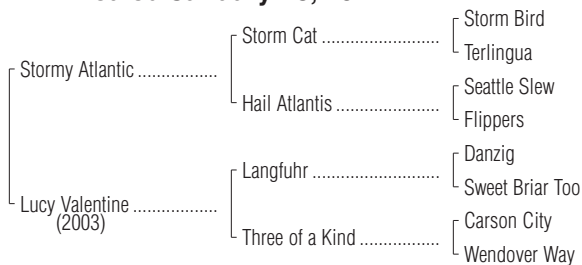 Storm Bird
Storm Cat ..........................
Terlingua
Stormy Atlantic .................
Seattle Slew
Hail Atlantis .......................
Flippers
Danzig
Langfuhr ............................
Sweet Briar Too
Lucy Valentine ..................
(2003)
Carson City
Three of a Kind .................
Wendover Way